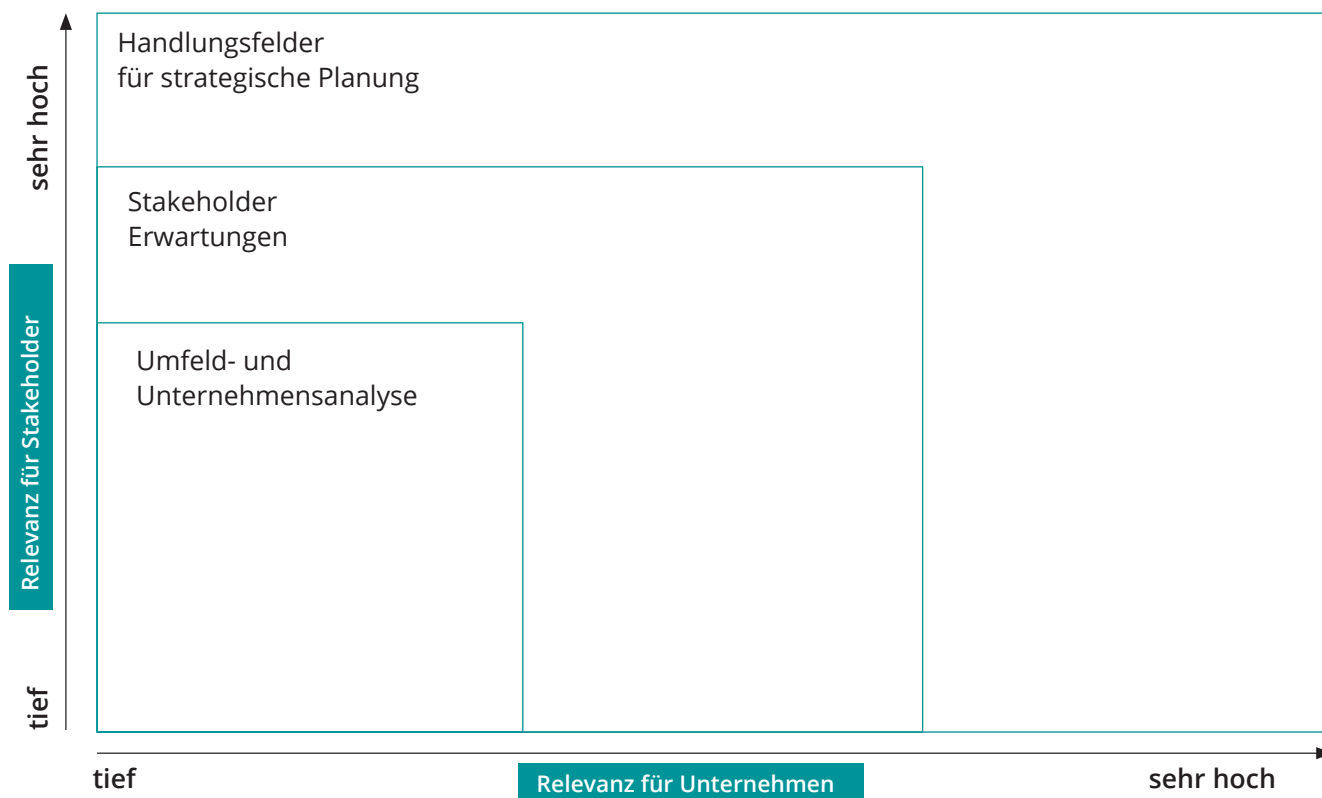 Handlungsfelder
für strategische Planung
sehr hoch
Stakeholder
Erwartungen
Relevanz für Stakeholder
Umfeld- und
Unternehmensanalyse
tief
tief
Relevanz für Unternehmen
sehr hoch